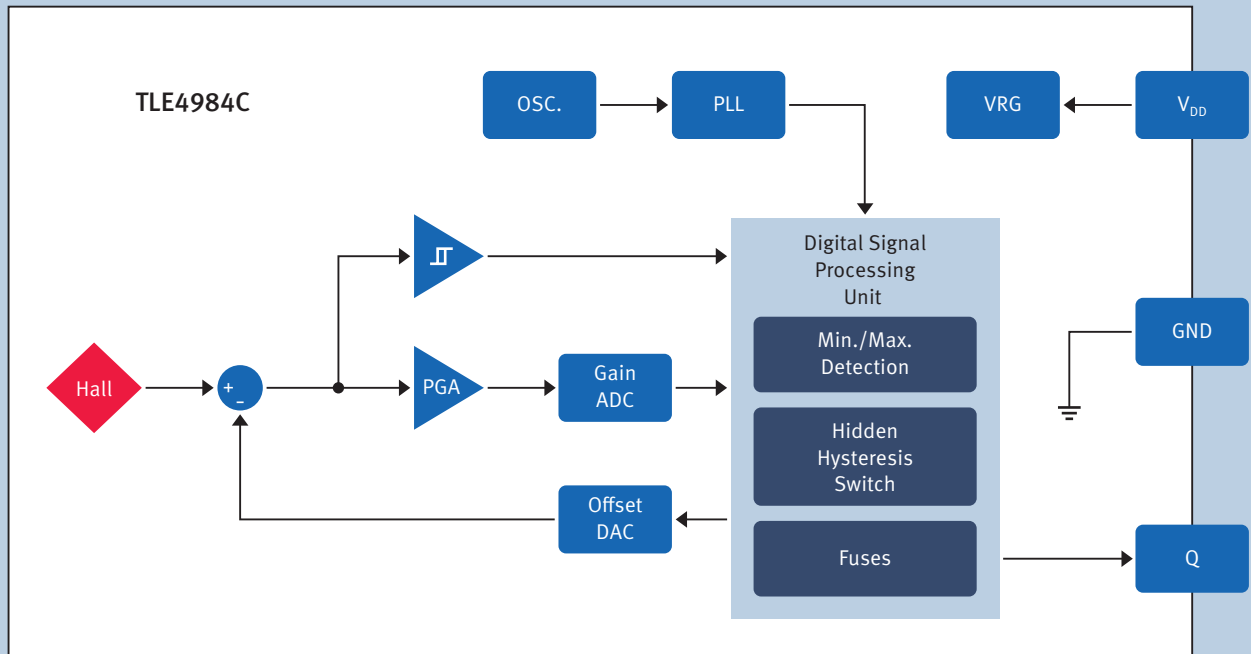 TLE4984C
OSC.
PLL
VRG
V_DD
Digital Signal
Processing
Unit
Min./Max.
Detection
GND
Hall
+
-
PGA
Gain
ADC
Hidden
Hysteresis
Switch
Offset
DAC
Fuses
Q